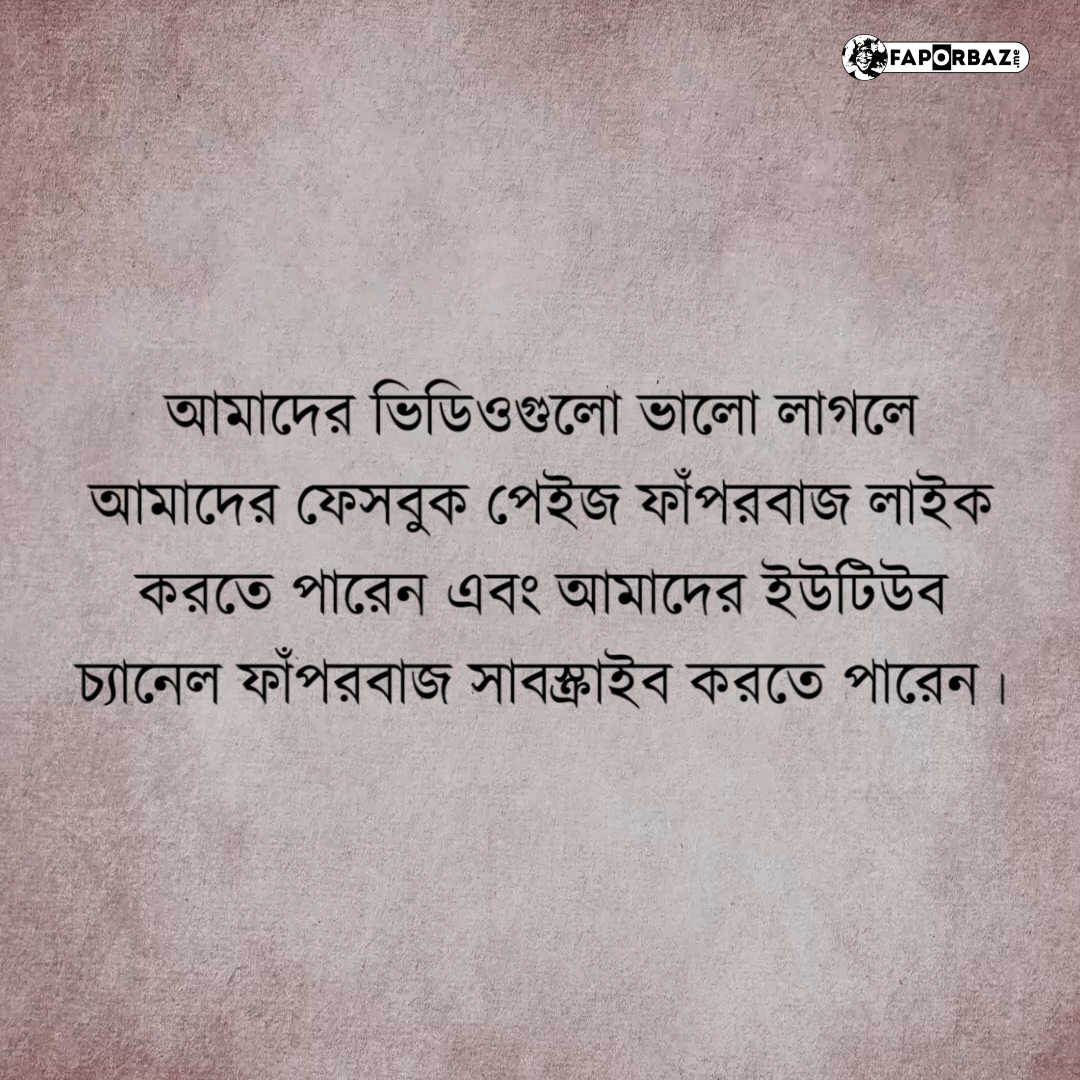 FAPORBAZ.me
আমাদের ভিডিওগুলো ভালো লাগলে
আমাদের ফেসবুক পেইজ ফাঁপরবাজ লাইক
করতে পারেন এবং আমাদের ইউটিউব
চ্যানেল ফাঁপরবাজ সাবস্ক্রাইব করতে পারেন।